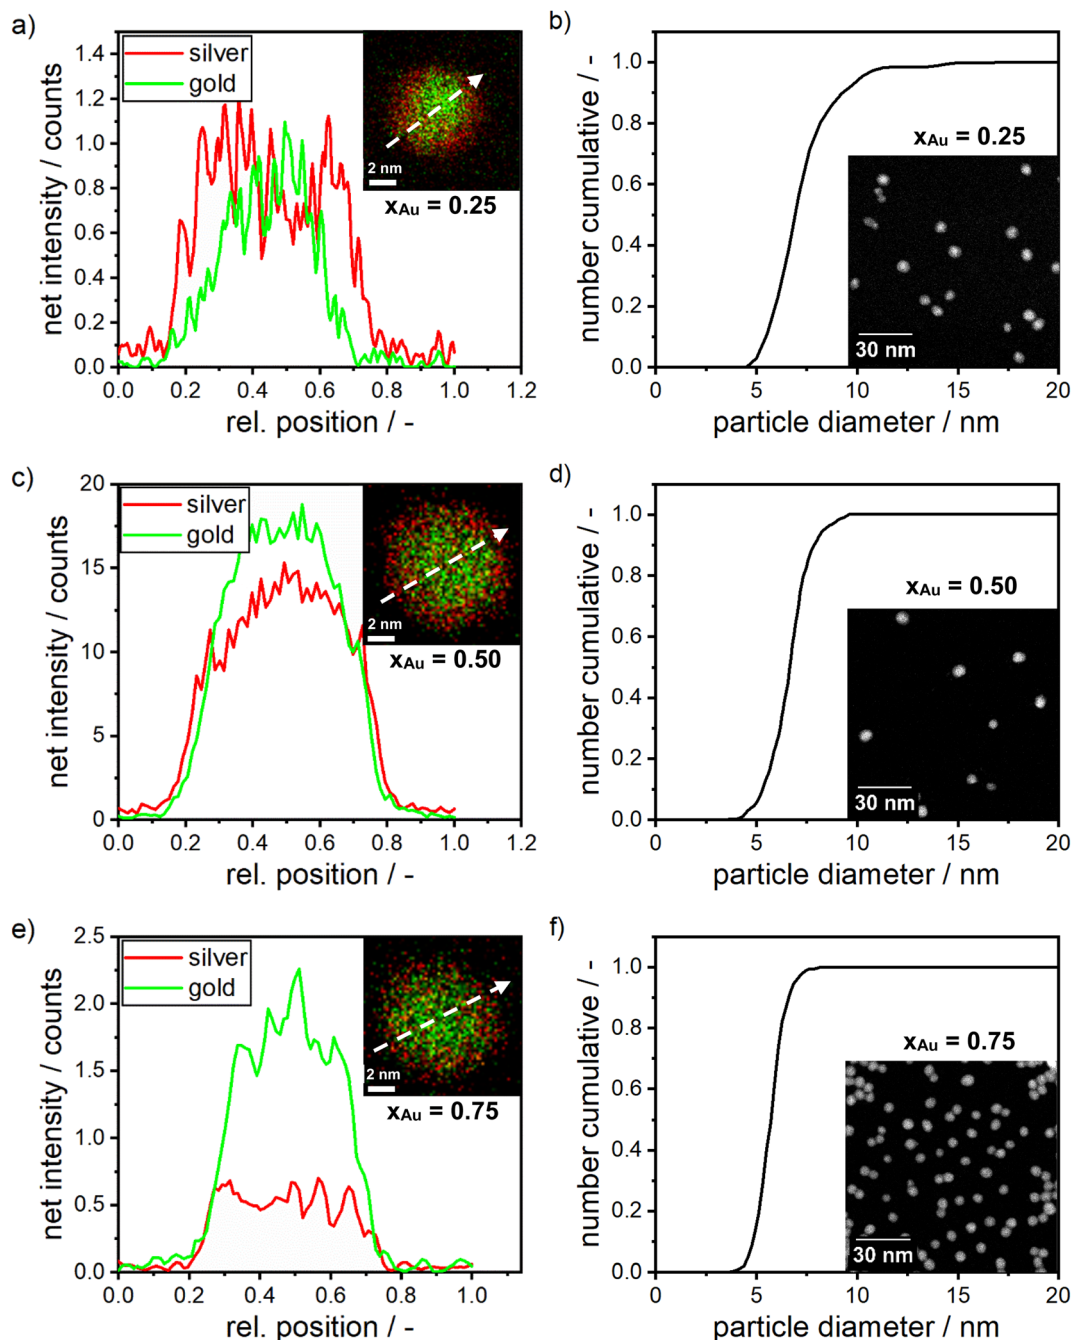 a)
silver
gold
1.4
1.2
1.0
0.8
0.6
0.4
0.2
0.0
net intensity / counts
0.0 0.2 0.4 0.6 0.8 1.0 1.2
rel. position / -
2 nm
xAu = 0.25
b)
1.0
0.8
0.6
0.4
0.2
0.0
number cumulative / -
xAu = 0.25
30 nm
0 5 10 15 20
particle diameter / nm
c)
silver
gold
20
15
10
5
0
net intensity / counts
0.0 0.2 0.4 0.6 0.8 1.0 1.2
rel. position / -
2 nm
xAu = 0.50
d)
1.0
0.8
0.6
0.4
0.2
0.0
number cumulative / -
xAu = 0.50
30 nm
0 5 10 15 20
particle diameter / nm
e)
silver
gold
2.5
2.0
1.5
1.0
0.5
0.0
net intensity / counts
0.0 0.2 0.4 0.6 0.8 1.0
rel. position / -
2 nm
xAu = 0.75
f)
1.0
0.8
0.6
0.4
0.2
0.0
number cumulative / -
xAu = 0.75
30 nm
0 5 10 15 20
particle diameter / nm